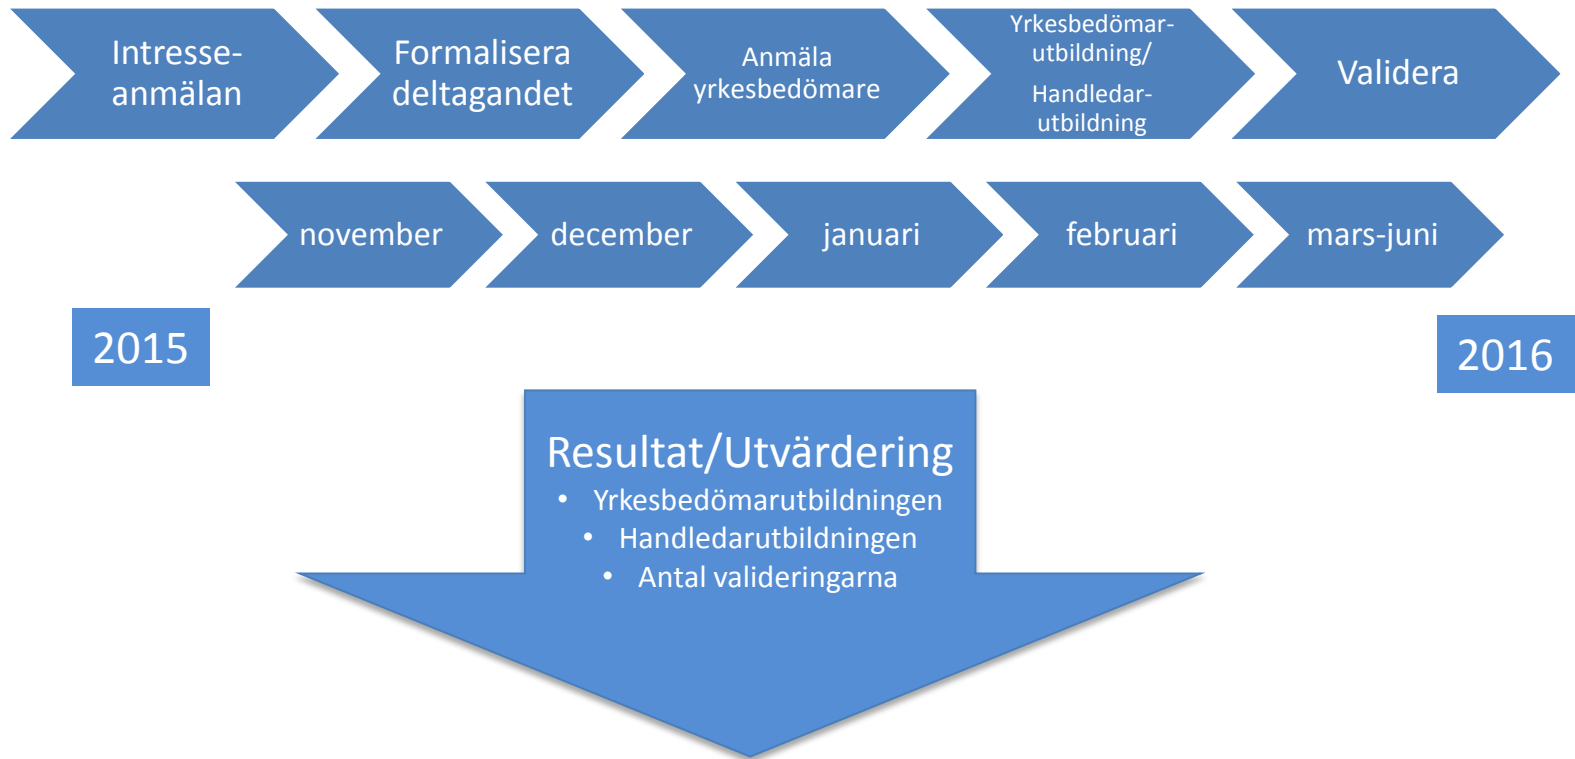 Intresse-
anmälan
Formalisera
deltagandet
Anmäla
yrkesbedömare
Yrkesbedömar-
utbildning/
Handledar-
utbildning
Validera
november
december
januari
februari
mars-juni
2015
2016
Resultat/Utvärdering
• Yrkesbedömarutbildningen
• Handledarutbildningen
• Antal valideringarna